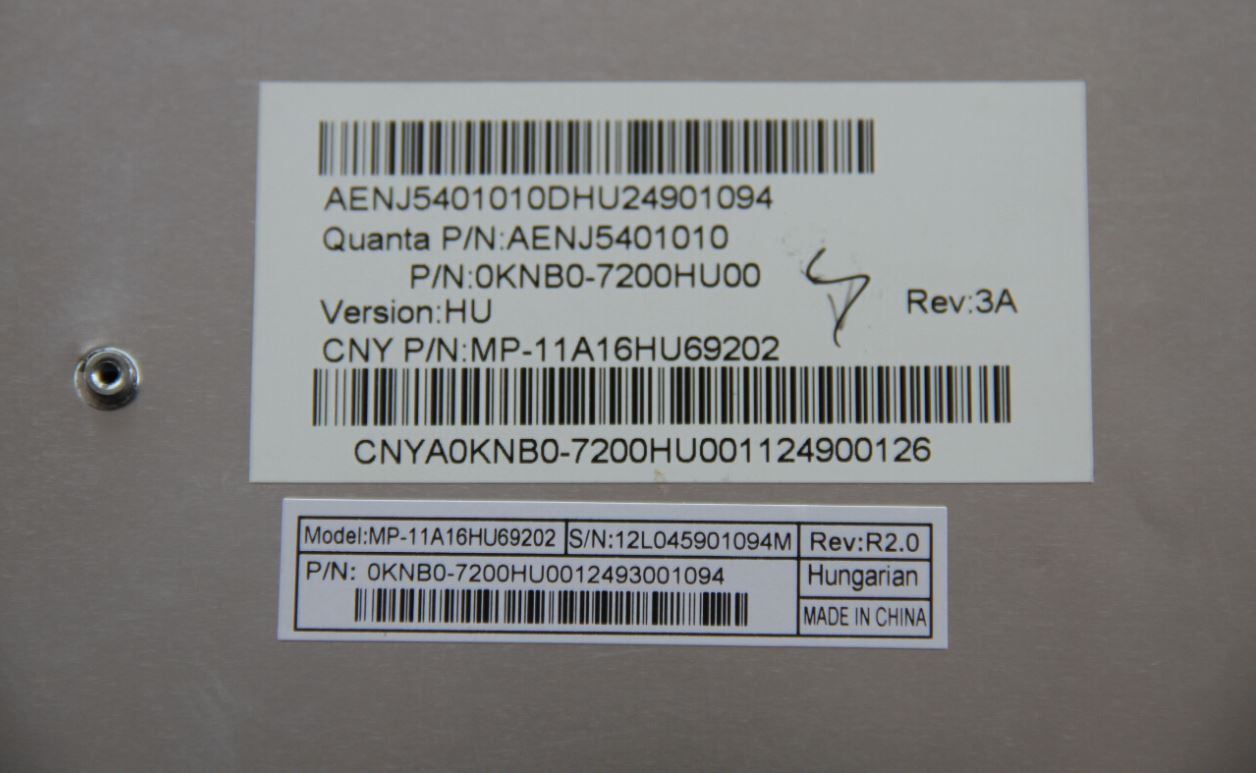 AENJ5401010DHU24901094
Quanta P/N:AENJ5401010
P/N:0KNB0-7200HU00
Version:HU
Rev:3A
CNY P/N:MP-11A16HU69202
CNYA0KNB0-7200HU001124900126
Model:MP-11A16HU69202 S/N:12L045901094M Rev:R2.0
P/N: 0KNB0-7200HU0012493001094 Hungarian
MADE IN CHINA